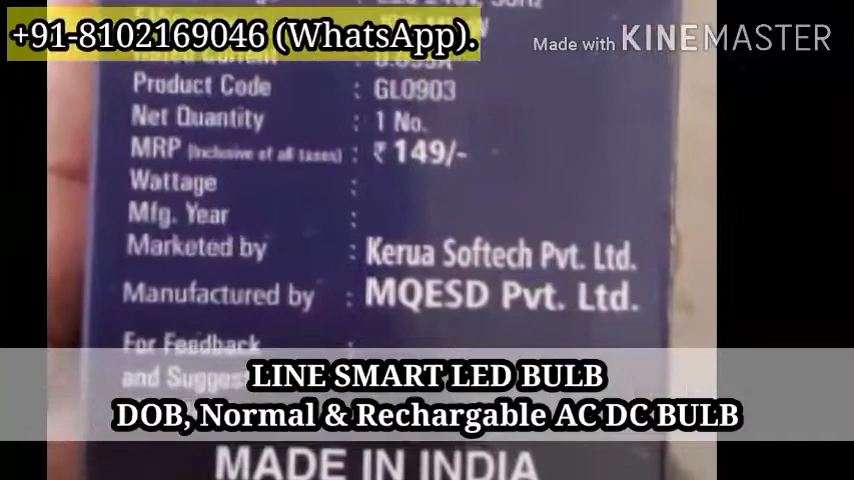 +91-8102169046 (WhatsApp).
Made with KINEMASTER
Product Code : GL0903
Net Quantity : 1 No.
MRP (Inclusive of all taxes) : ₹ 149/-
Wattage :
Mfg. Year :
Marketed by : Kerua Softech Pvt. Ltd.
Manufactured by : MQESD Pvt. Ltd.
For Feedback :
and
LINE SMART LED BULB
DOB, Normal & Rechargable AC DC BULB
MADE IN INDIA